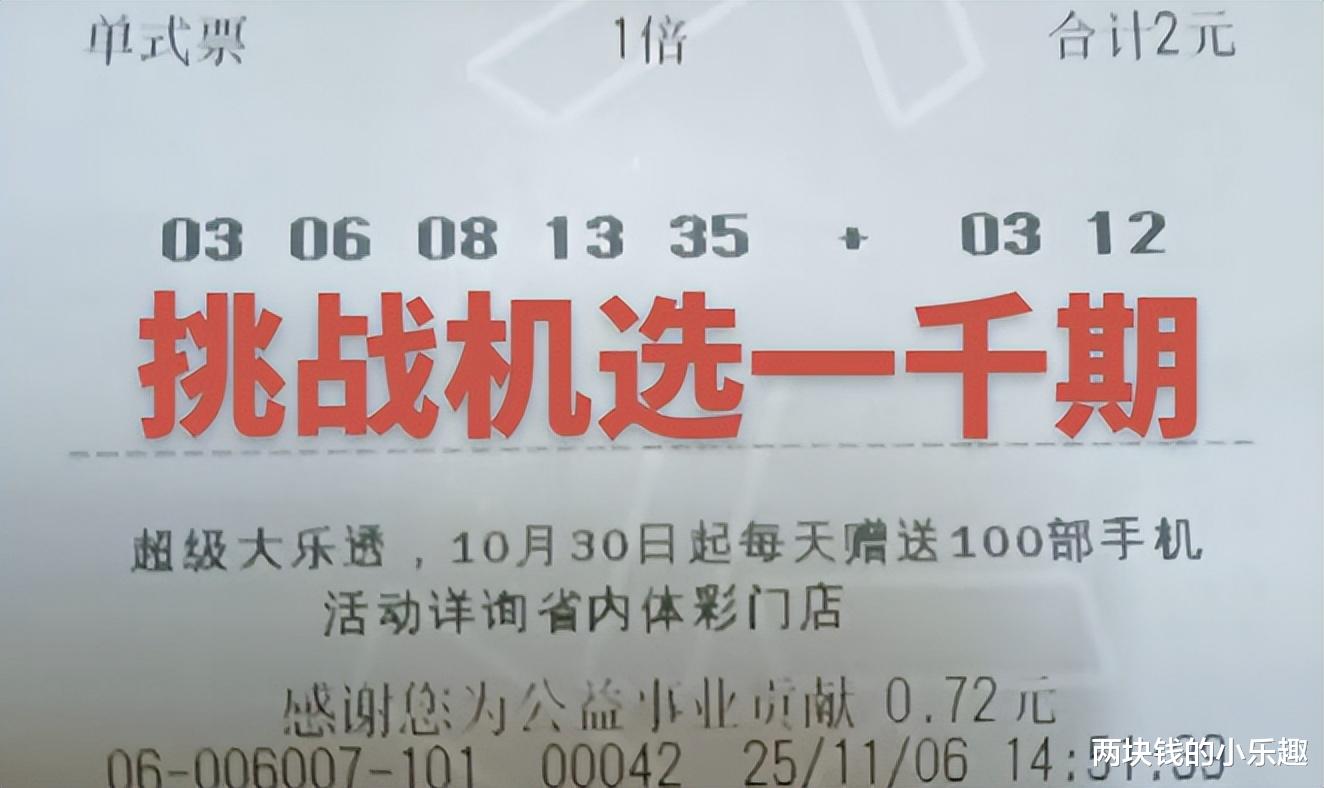 单式票 1倍 合计2元
03 06 08 13 35 + 03 12
挑战机选一千期
超级大乐透，10月30日起每天赠送100部手机
活动详询省内体彩门店
感谢您为公益事业贡献 0.72元
06-006007-101 00042 25/11/06 14:51:39
两块钱的小乐趣